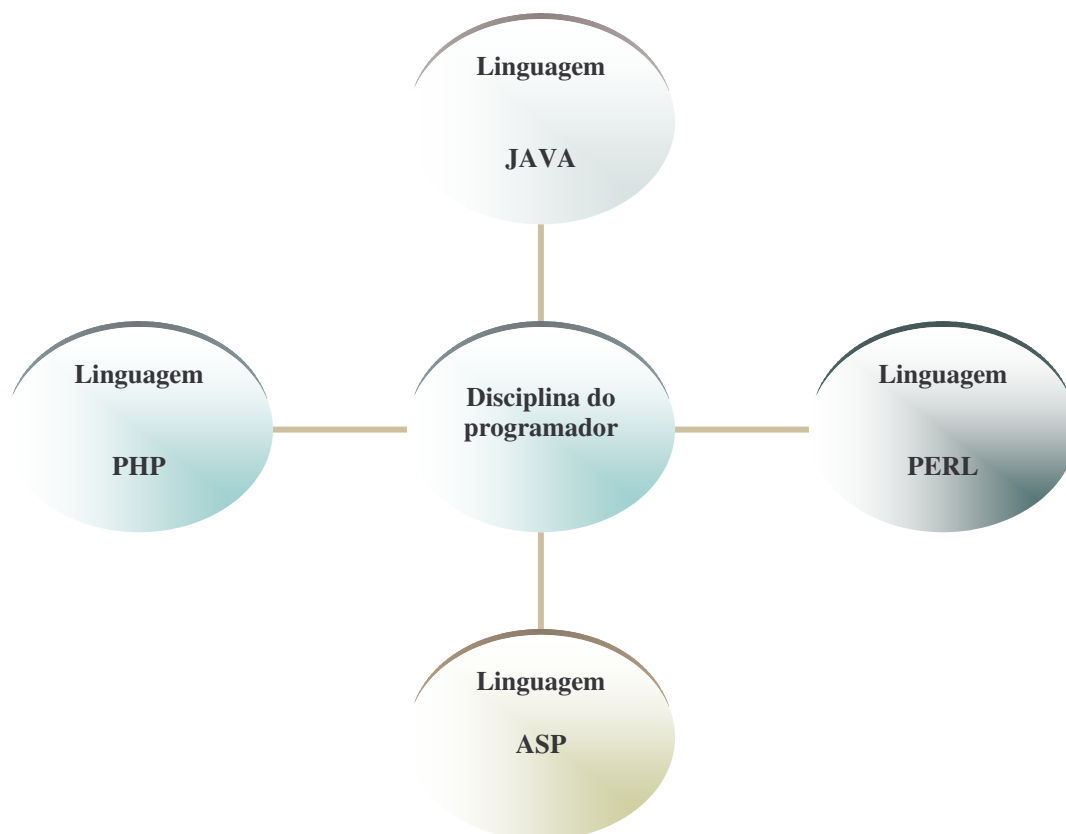 Linguagem
JAVA
Linguagem
PHP
Disciplina do
programador
Linguagem
PERL
Linguagem
ASP